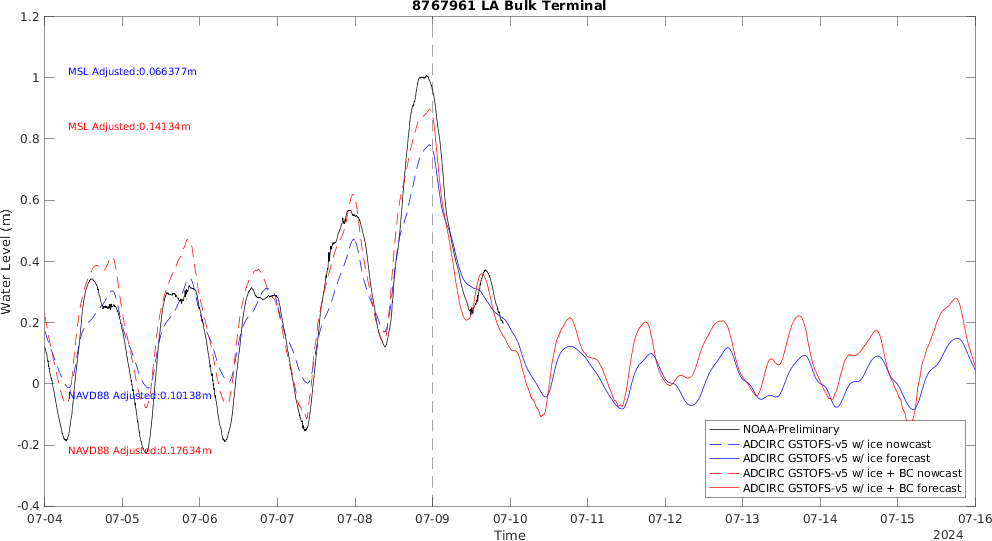 8767961 LA Bulk Terminal
1.2
1
0.8
0.6
0.4
0.2
0
-0.2
-0.4
Water Level (m)
MSL Adjusted:0.066377m
MSL Adjusted:0.14134m
NAVD88 Adjusted:0.10138m
NAVD88 Adjusted:0.17634m
NOAA-Preliminary
ADCIRC GSTOFS-v5 w/ ice nowcast
ADCIRC GSTOFS-v5 w/ ice forecast
ADCIRC GSTOFS-v5 w/ ice + BC nowcast
ADCIRC GSTOFS-v5 w/ ice + BC forecast
07-04 07-05 07-06 07-07 07-08 07-09 07-10 07-11 07-12 07-13 07-14 07-15 07-16
Time
2024